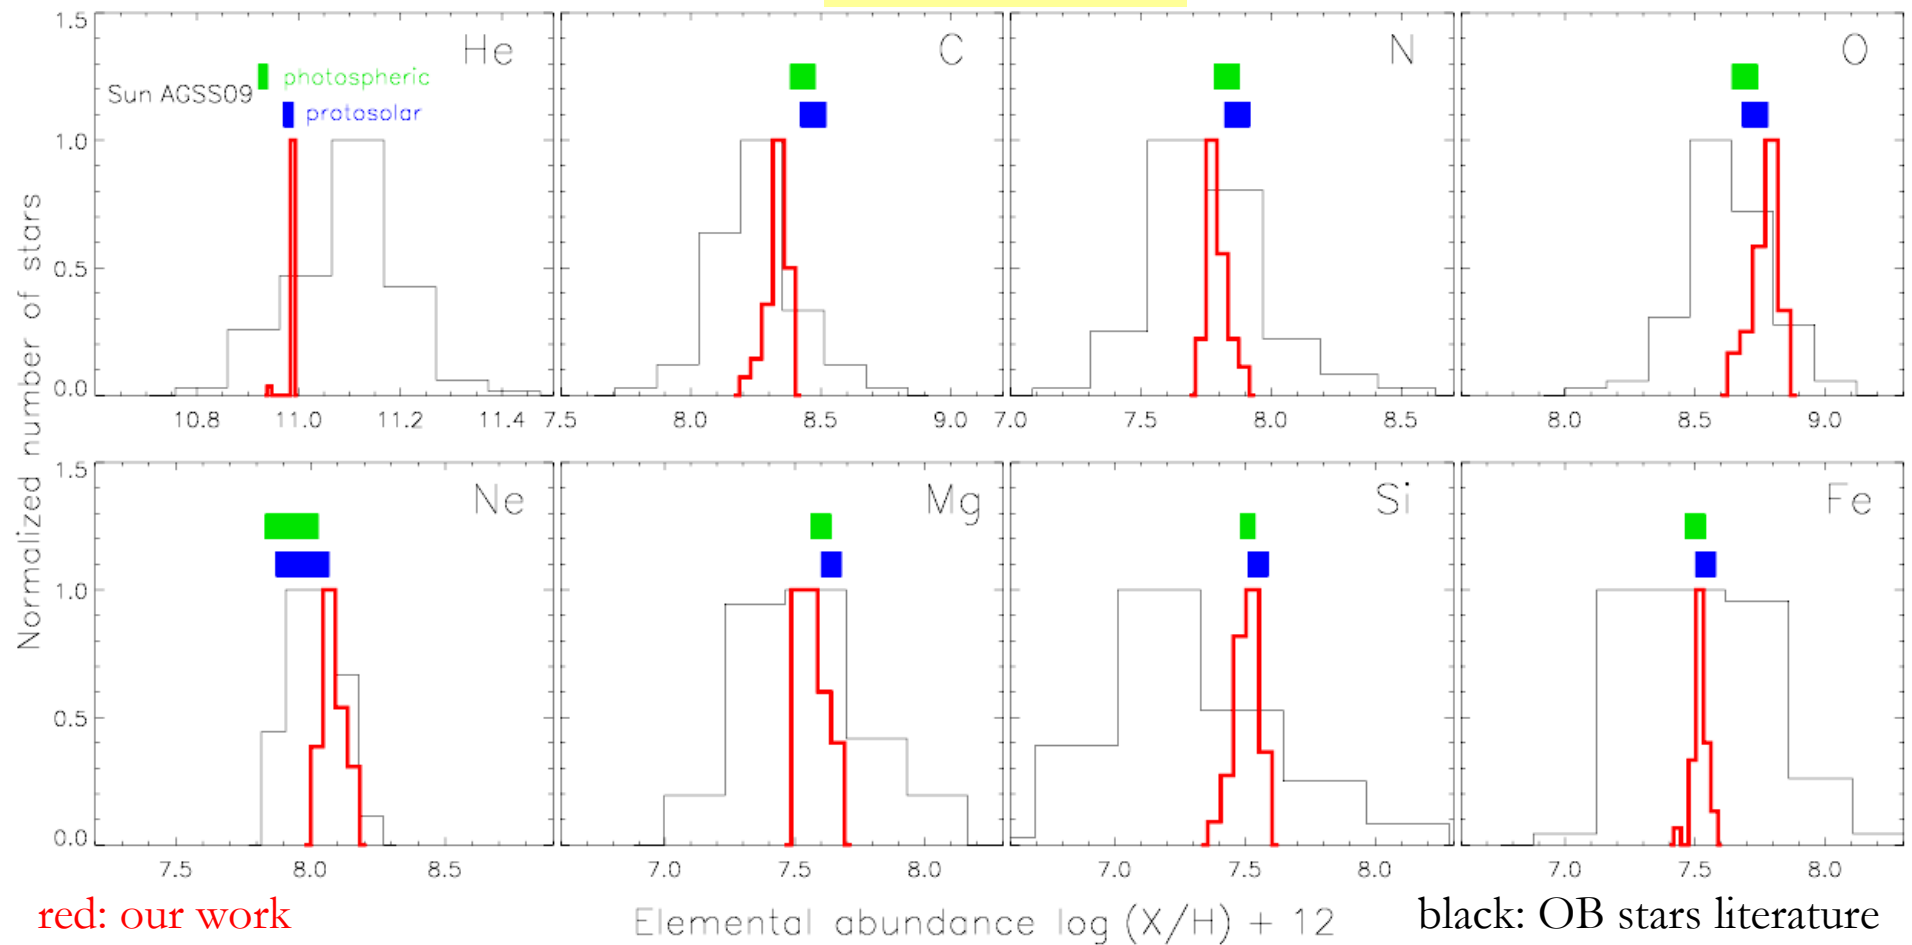 1.5
He
C
N
O
photospheric
Sun AGSS09
protosolar
1.0
0.5
0.0
10.8 11.0 11.2 11.4 7.5 8.0 8.5 9.0 7.0 7.5 8.0 8.5 8.0 8.5 9.0
Normalized number of stars
1.5
Ne
Mg
Si
Fe
1.0
0.5
0.0
7.5 8.0 8.5 7.0 7.5 8.0 7.0 7.5 8.0 7.0 7.5 8.0
red: our work
Elemental abundance log (X/H) + 12
black: OB stars literature